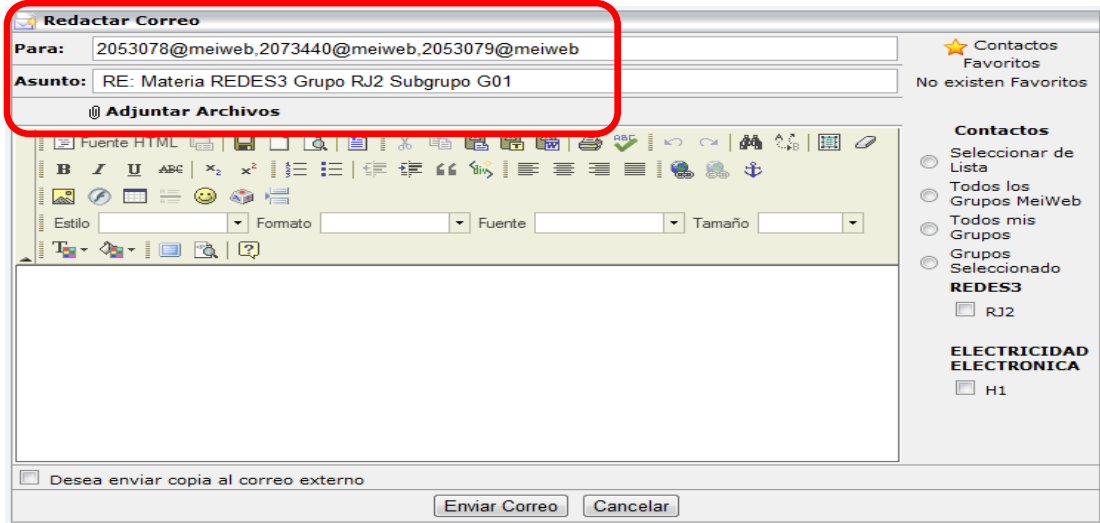 Redactar Correo
Para: 2053078@meiweb,2073440@meiweb,2053079@meiweb
Asunto: RE: Materia REDES3 Grupo RJ2 Subgrupo G01
Adjuntar Archivos
Fuente HTML
B I U ABC x₂ x²
Estilo Formato Fuente Tamaño
Desea enviar copia al correo externo
Enviar Correo Cancelar
Contactos
Favoritos
No existen Favoritos
Contactos
Seleccionar de
Lista
Todos los
Grupos MeiWeb
Todos mis
Grupos
Grupos
Seleccionado
REDES3
RJ2
ELECTRICIDAD
ELECTRONICA
H1